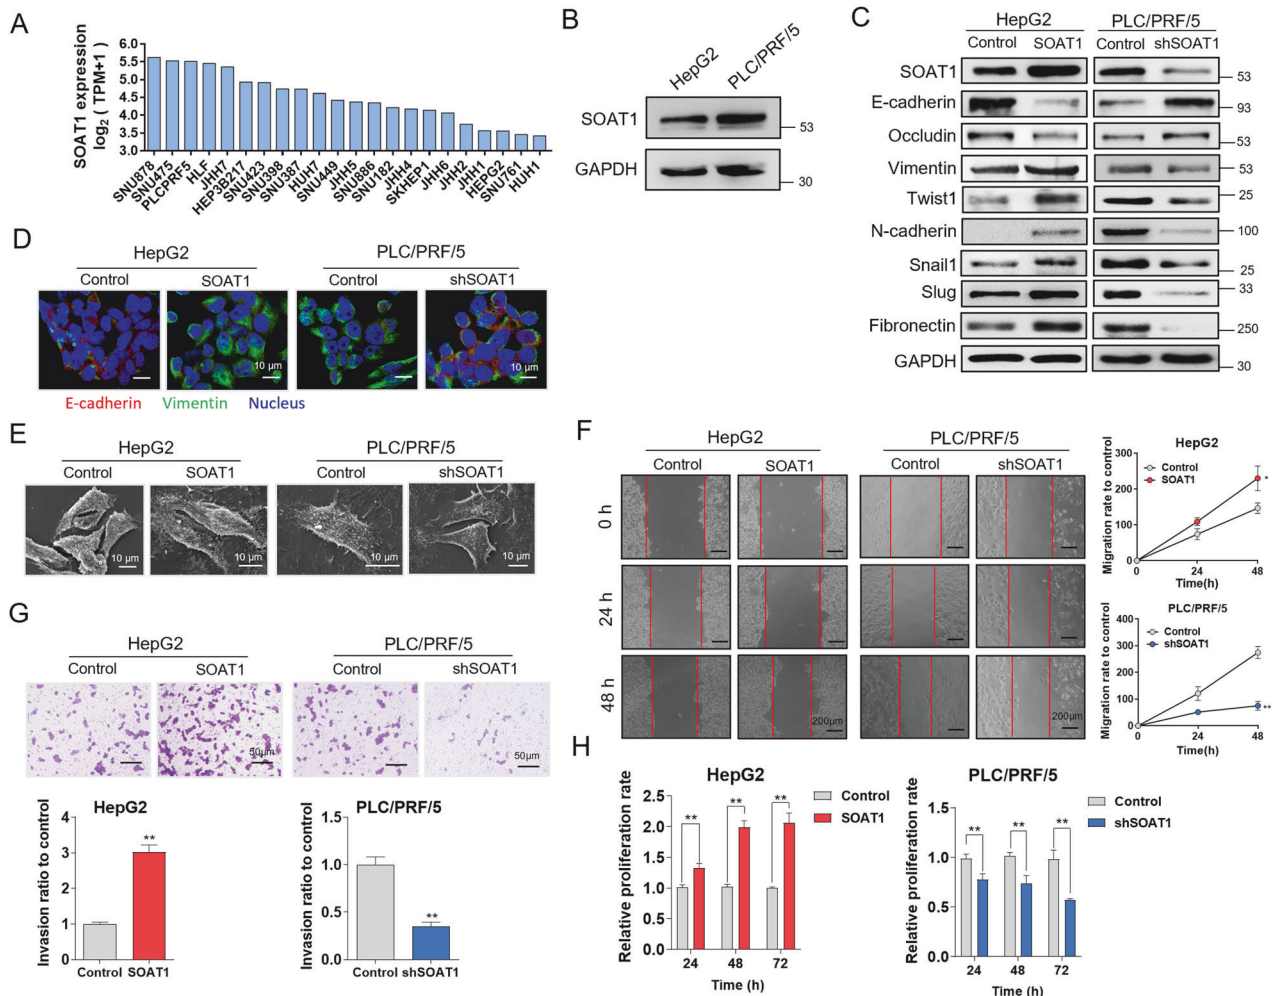 A
SOAT1 expression
log2 ( TPM+1 )
6.0
5.5
5.0
4.5
4.0
3.5
3.0
SNU878
SNU475
PLCPRF5
HLF
JHH7
HEP3B217
SNU423
SNU398
SNU387
HUH7
SNU449
JHH5
SNU886
SNU182
JHH4
SKHEP1
JHH6
JHH2
JHH1
HEPG2
SNU761
HUH1
B
HepG2
PLC/PRF/5
SOAT1
53
GAPDH
30
C
HepG2
PLC/PRF/5
Control SOAT1 Control shSOAT1
SOAT1 53
E-cadherin 93
Occludin 53
Vimentin 53
Twist1 25
N-cadherin 100
Snail1 25
Slug 33
Fibronectin 250
GAPDH 30
D
HepG2
PLC/PRF/5
Control SOAT1 Control shSOAT1
10 µm 10 µm
E-cadherin Vimentin Nucleus
E
HepG2
PLC/PRF/5
Control SOAT1 Control shSOAT1
10 µm 10 µm 10 µm 10 µm
F
HepG2
PLC/PRF/5
Control SOAT1 Control shSOAT1
0 h
24 h
48 h
200µm 200µm
HepG2
Migration rate to control
300
200
100
0
Control
SOAT1
*
0 24 48
Time(h)
PLC/PRF/5
Migration rate to control
400
300
200
100
0
Control
shSOAT1
**
0 24 48
Time(h)
G
HepG2
PLC/PRF/5
Control SOAT1 Control shSOAT1
50µm 50µm
HepG2
Invasion ratio to control
4
3
2
1
0
**
Control SOAT1
PLC/PRF/5
Invasion ratio to control
1.5
1.0
0.5
0.0
**
Control shSOAT1
H
HepG2
Relative proliferation rate
2.5
2.0
1.5
1.0
0.5
0.0
** ** **
Control
SOAT1
24 48 72
Time (h)
PLC/PRF/5
Relative proliferation rate
1.5
1.0
0.5
0.0
** ** **
Control
shSOAT1
24 48 72
Time (h)